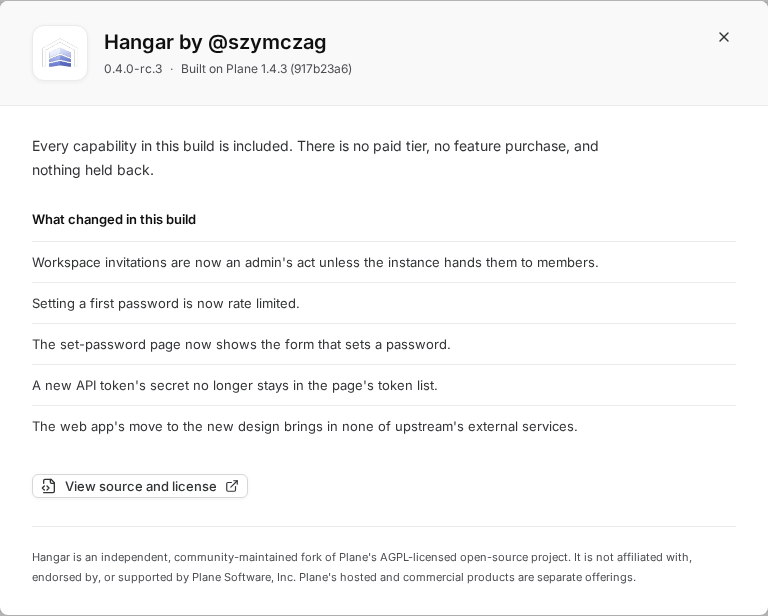 Hangar by @szymczag
0.4.0-rc.3 · Built on Plane 1.4.3 (917b23a6)
Every capability in this build is included. There is no paid tier, no feature purchase, and
nothing held back.
What changed in this build
Workspace invitations are now an admin's act unless the instance hands them to members.
Setting a first password is now rate limited.
The set-password page now shows the form that sets a password.
A new API token's secret no longer stays in the page's token list.
The web app's move to the new design brings in none of upstream's external services.
View source and license
Hangar is an independent, community-maintained fork of Plane's AGPL-licensed open-source project. It is not affiliated with,
endorsed by, or supported by Plane Software, Inc. Plane's hosted and commercial products are separate offerings.